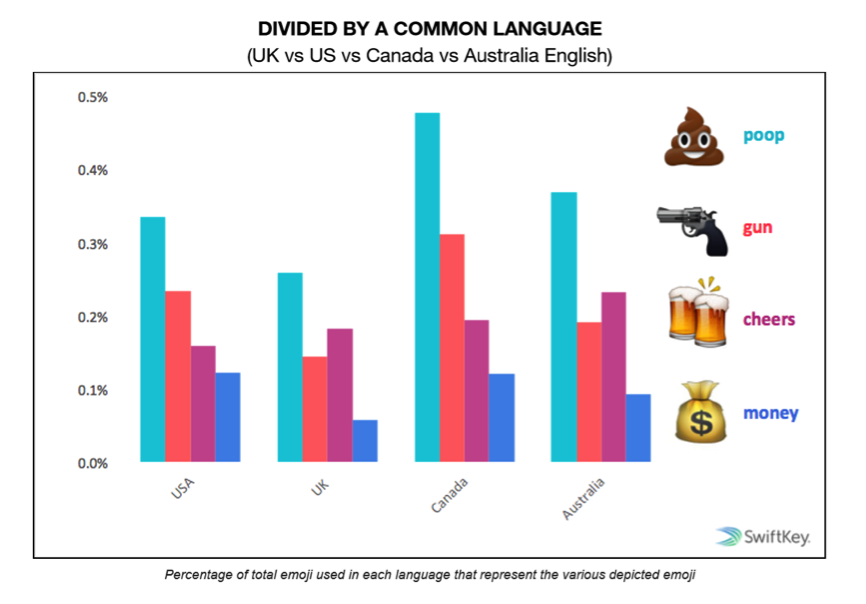 DIVIDED BY A COMMON LANGUAGE
(UK vs US vs Canada vs Australia English)
0.5%
0.4%
0.3%
0.2%
0.1%
0.0%
USA
UK
Canada
Australia
poop
gun
cheers
$
money
SwiftKey.
Percentage of total emoji used in each language that represent the various depicted emoji